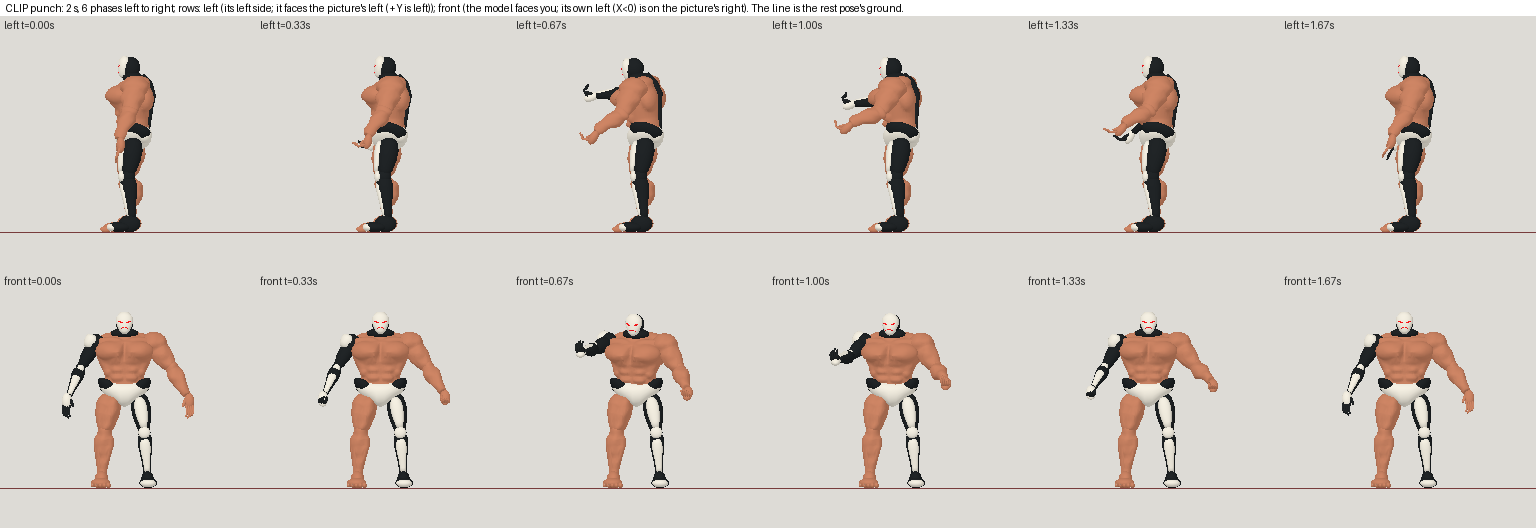 CLIP punch: 2 s, 6 phases left to right; rows: left (its left side; it faces the picture's left (+Y is left)); front (the model faces you; its own left (X<0) is on the picture's right). The line is the rest pose's ground.
left t=0.00s left t=0.33s left t=0.67s left t=1.00s left t=1.33s left t=1.67s
front t=0.00s front t=0.33s front t=0.67s front t=1.00s front t=1.33s front t=1.67s